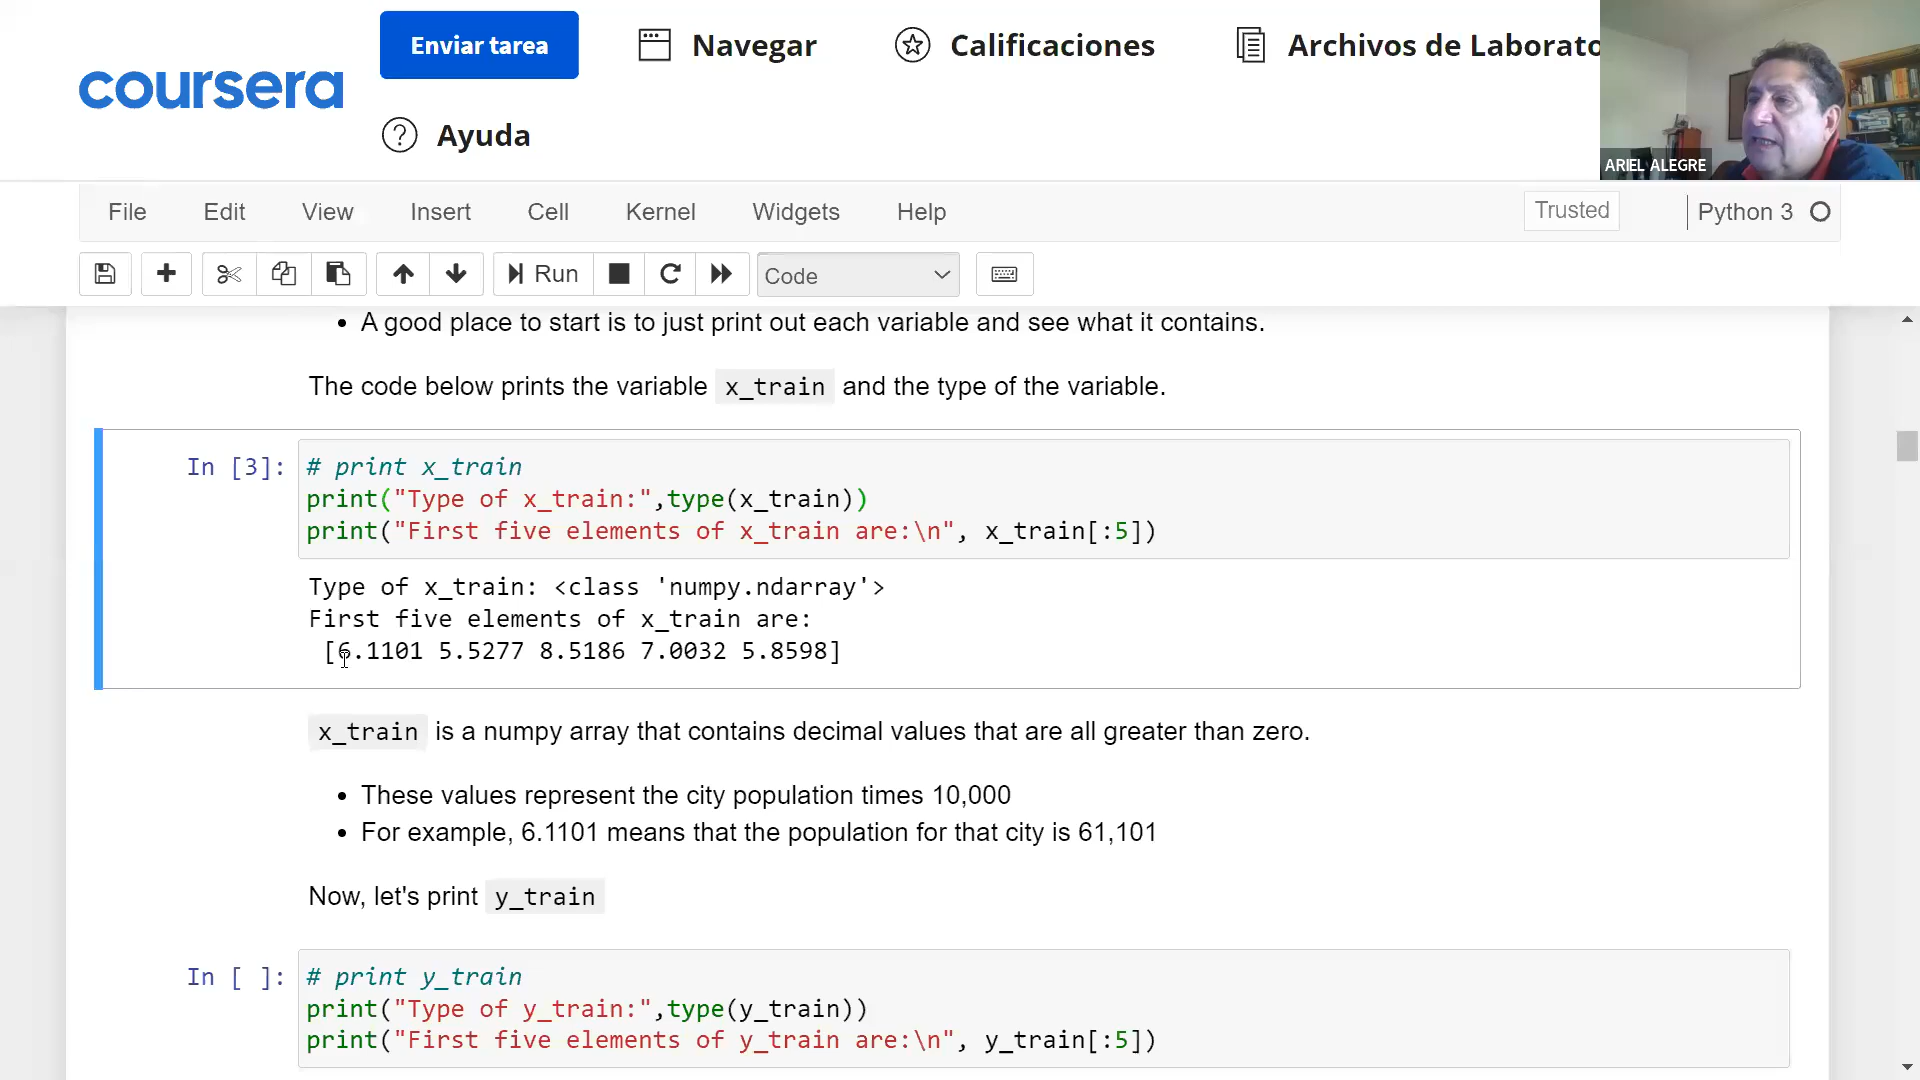 Enviar tarea
Navegar
Calificaciones
Archivos de Laborato
coursera
Ayuda
ARIEL ALEGRE
File Edit View Insert Cell Kernel Widgets Help
Trusted
Python 3
Run
Code
• A good place to start is to just print out each variable and see what it contains.
The code below prints the variable x_train and the type of the variable.
In [3]: # print x_train
print("Type of x_train:",type(x_train))
print("First five elements of x_train are:\n", x_train[:5])
Type of x_train: <class 'numpy.ndarray'>
First five elements of x_train are:
[6.1101 5.5277 8.5186 7.0032 5.8598]
x_train is a numpy array that contains decimal values that are all greater than zero.
• These values represent the city population times 10,000
• For example, 6.1101 means that the population for that city is 61,101
Now, let's print y_train
In [ ]: # print y_train
print("Type of y_train:",type(y_train))
print("First five elements of y_train are:\n", y_train[:5])